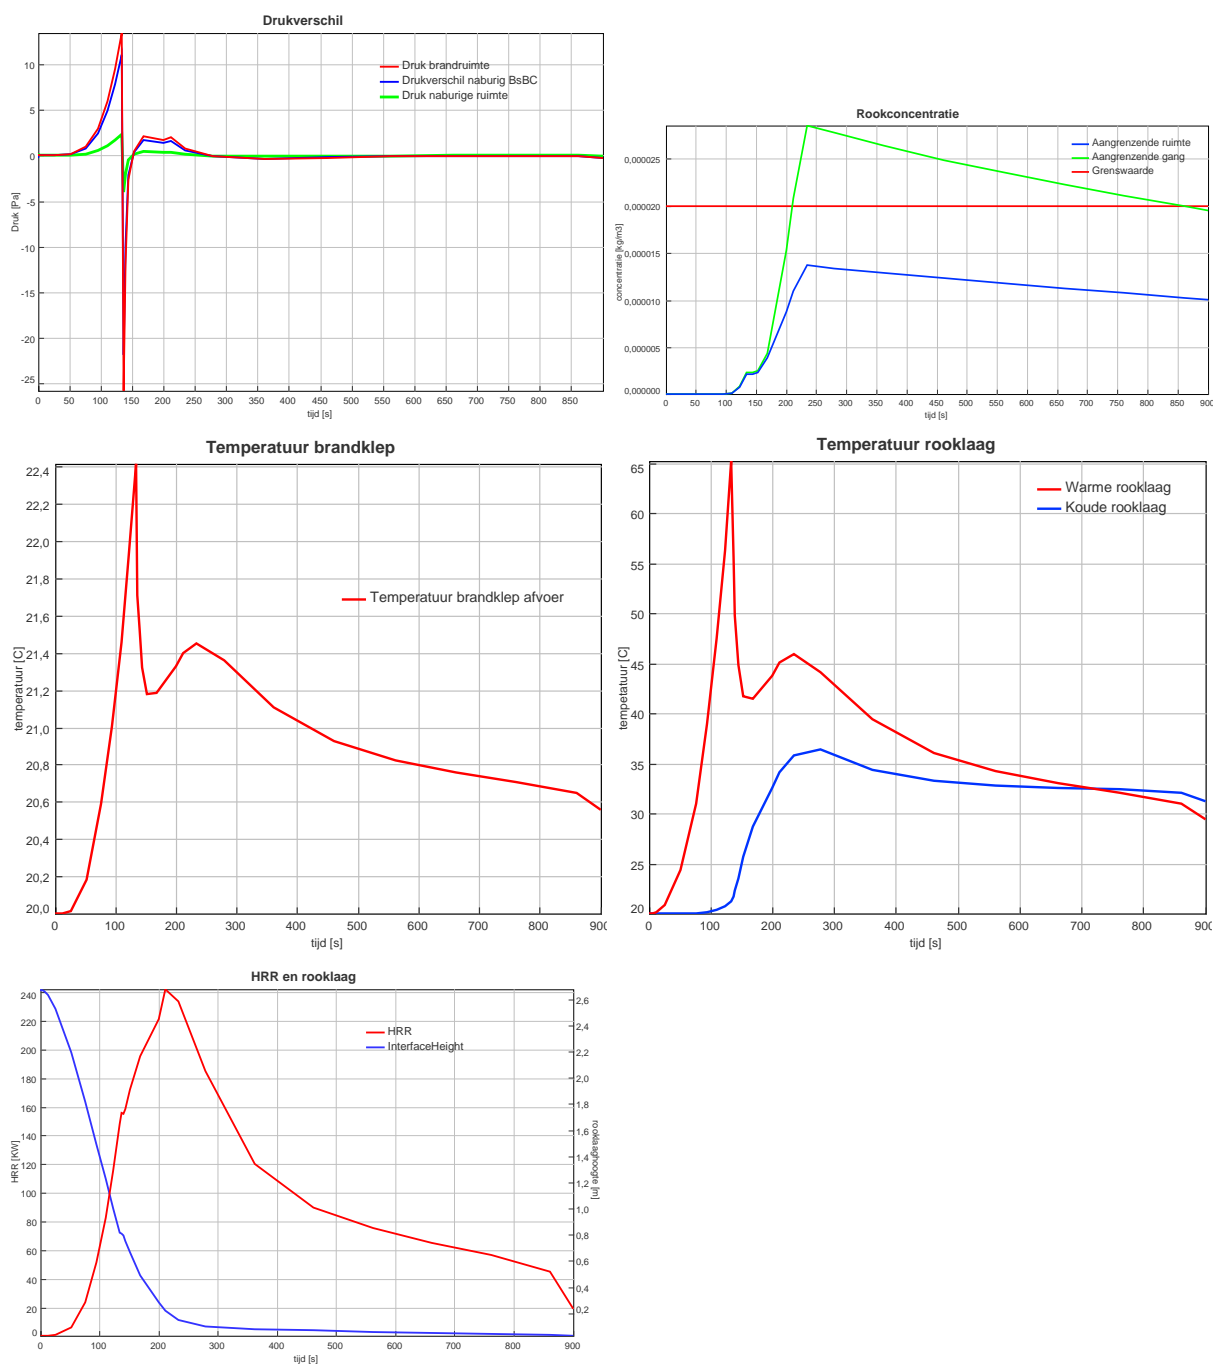 Drukverschil
Druk brandruimte
Drukverschil naburig BsBC
Druk naburige ruimte
10
5
0
-5
-10
-15
-20
-25
Druk [Pa]
0 50 100 150 200 250 300 350 400 450 500 550 600 650 700 750 800 850
tijd [s]
Rookconcentratie
Aangrenzende ruimte
Aangrenzende gang
Grenswaarde
0,000025
0,000020
0,000015
0,000010
0,000005
0,000000
concentratie [kg/m3]
0 50 100 150 200 250 300 350 400 450 500 550 600 650 700 750 800 850 900
tijd [s]
Temperatuur brandklep
Temperatuur brandklep afvoer
22,4
22,2
22,0
21,8
21,6
21,4
21,2
21,0
20,8
20,6
20,4
20,2
20,0
temperatuur [C]
0 100 200 300 400 500 600 700 800 900
tijd [s]
Temperatuur rooklaag
Warme rooklaag
Koude rooklaag
65
60
55
50
45
40
35
30
25
20
tempetatuur [C]
0 100 200 300 400 500 600 700 800 900
tijd [s]
HRR en rooklaag
HRR
InterfaceHeight
240
220
200
180
160
140
120
100
80
60
40
20
0
HRR [KW]
2,6
2,4
2,2
2,0
1,8
1,6
1,4
1,2
1,0
0,8
0,6
0,4
0,2
rooklaaghoogte [m]
0 100 200 300 400 500 600 700 800 900
tijd [s]